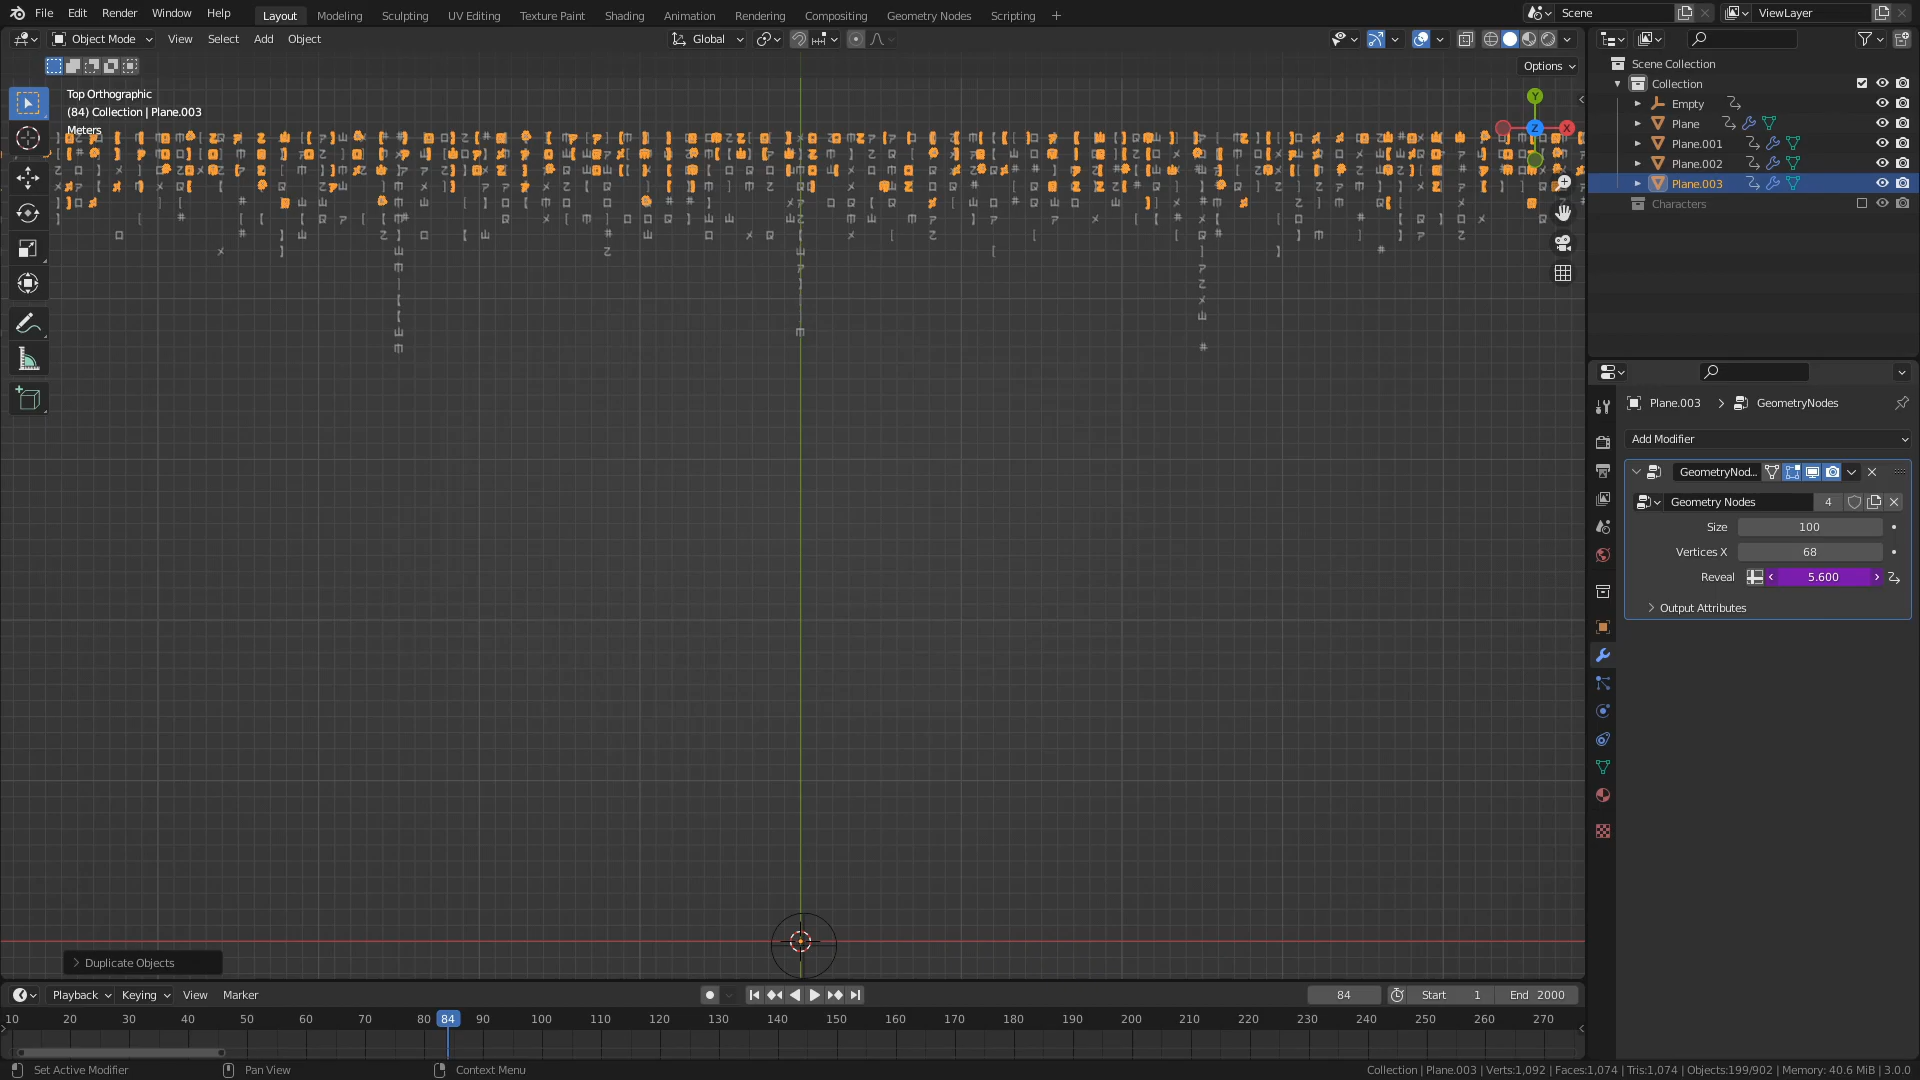 File Edit Render Window Help Layout Modeling Sculpting UV Editing Texture Paint Shading Animation Rendering Compositing Geometry Nodes Scripting + Scene ViewLayer
Object Mode View Select Add Object Global
Options
Top Orthographic
(84) Collection | Plane.003
Meters
Y
Z
X
Duplicate Objects
Scene Collection
Collection
Empty
Plane
Plane.001
Plane.002
Plane.003
Characters
Plane.003 > GeometryNodes
Add Modifier
GeometryNod...
Geometry Nodes 4
Size 100
Vertices X 68
Reveal 5.600
Output Attributes
Playback Keying View Marker 84 Start 1 End 2000
10 20 30 40 50 60 70 80 84 90 100 110 120 130 140 150 160 170 180 190 200 210 220 230 240 250 260 270
Set Active Modifier Pan View Context Menu Collection | Plane.003 | Verts:1,092 | Faces:1,074 | Tris:1,074 | Objects:199/902 | Memory: 40.6 MiB | 3.0.0